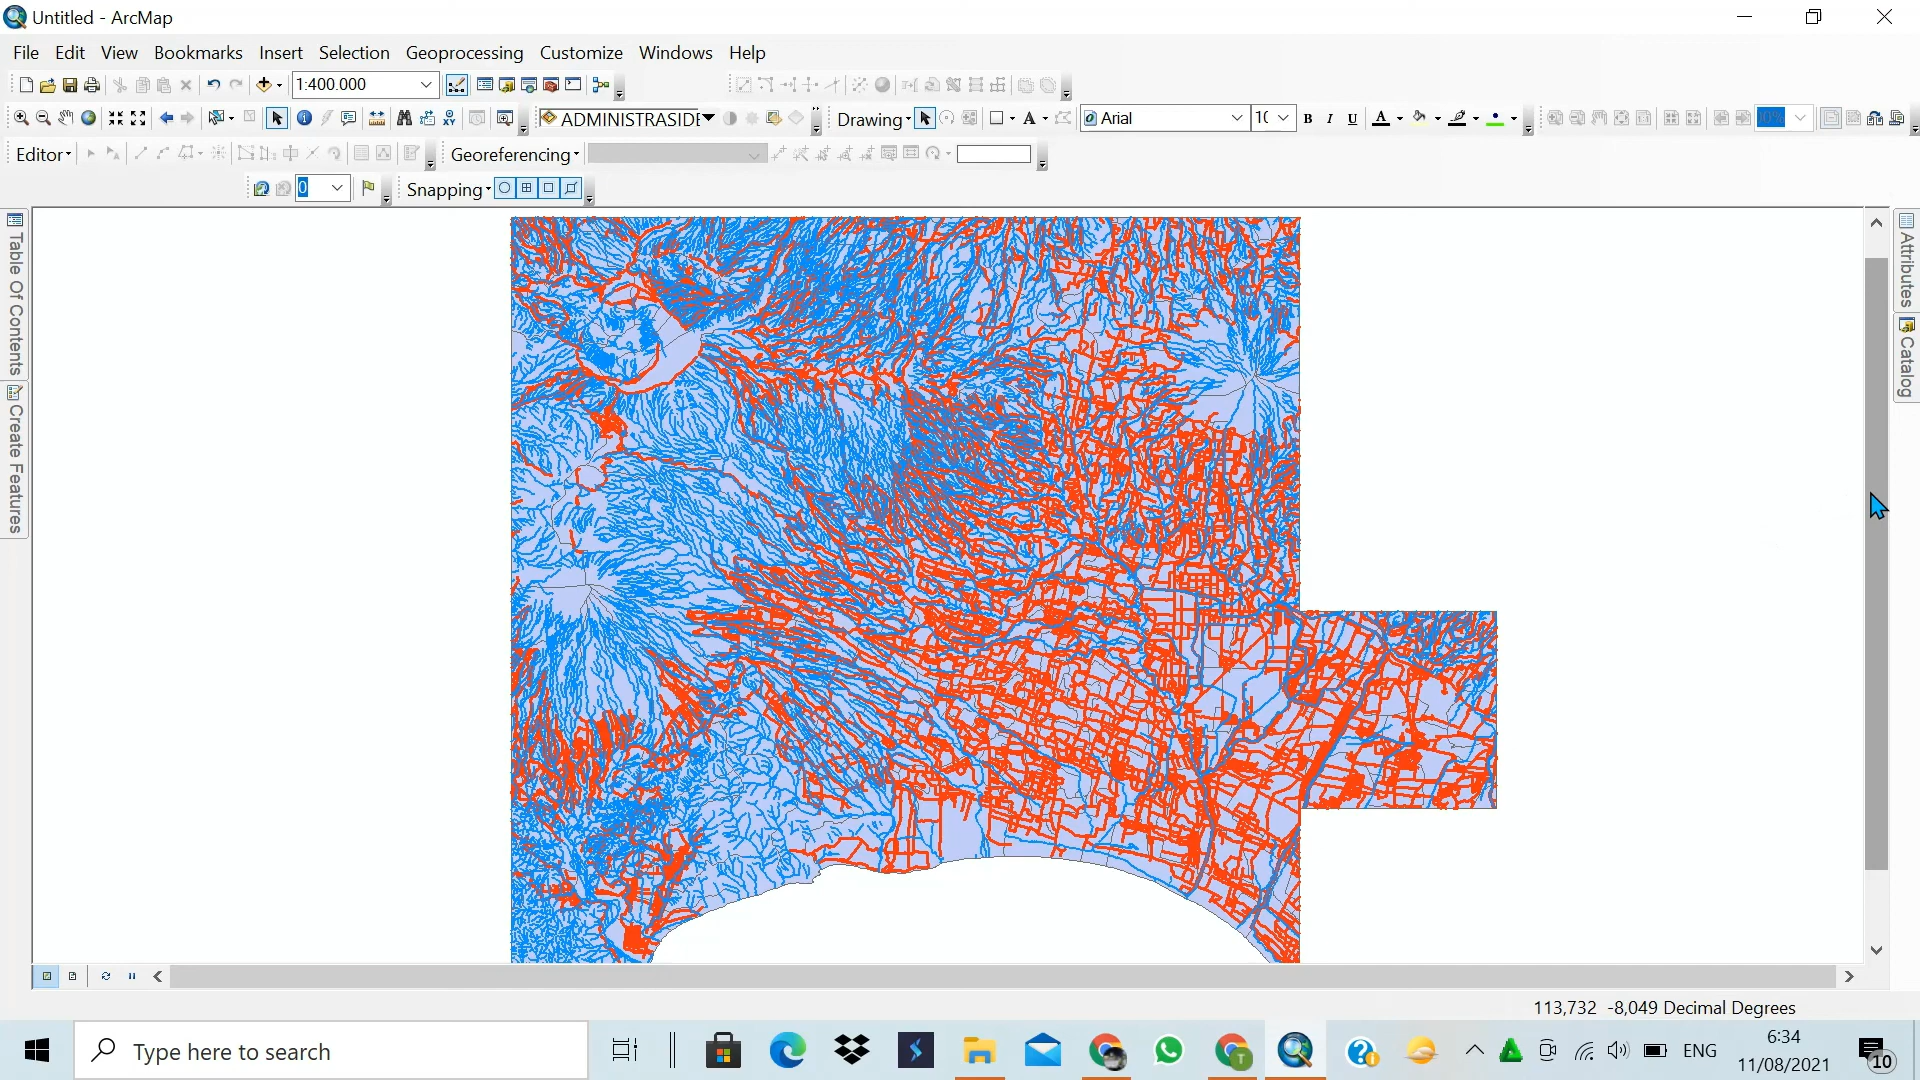 Untitled - ArcMap
File Edit View Bookmarks Insert Selection Geoprocessing Customize Windows Help
1:400.000
ADMINISTRASIDE Drawing Arial 10 B I U A
Editor Georeferencing
0 Snapping
Table Of Contents
Create Features
Attributes
Catalog
113,732 -8,049 Decimal Degrees
Type here to search
ENG
6:34
11/08/2021
10